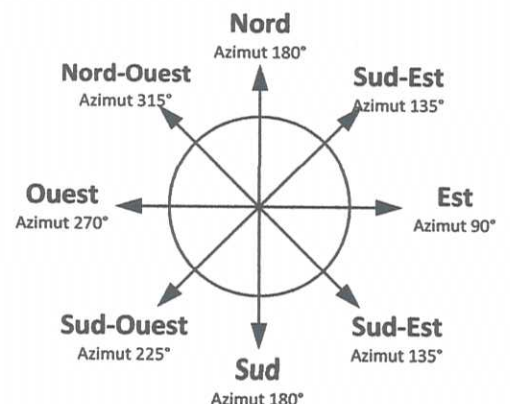 Nord
Azimut 180°
Nord-Ouest
Azimut 315°
Sud-Est
Azimut 135°
Ouest
Azimut 270°
Est
Azimut 90°
Sud-Ouest
Azimut 225°
Sud-Est
Azimut 135°
Sud
Azimut 180°